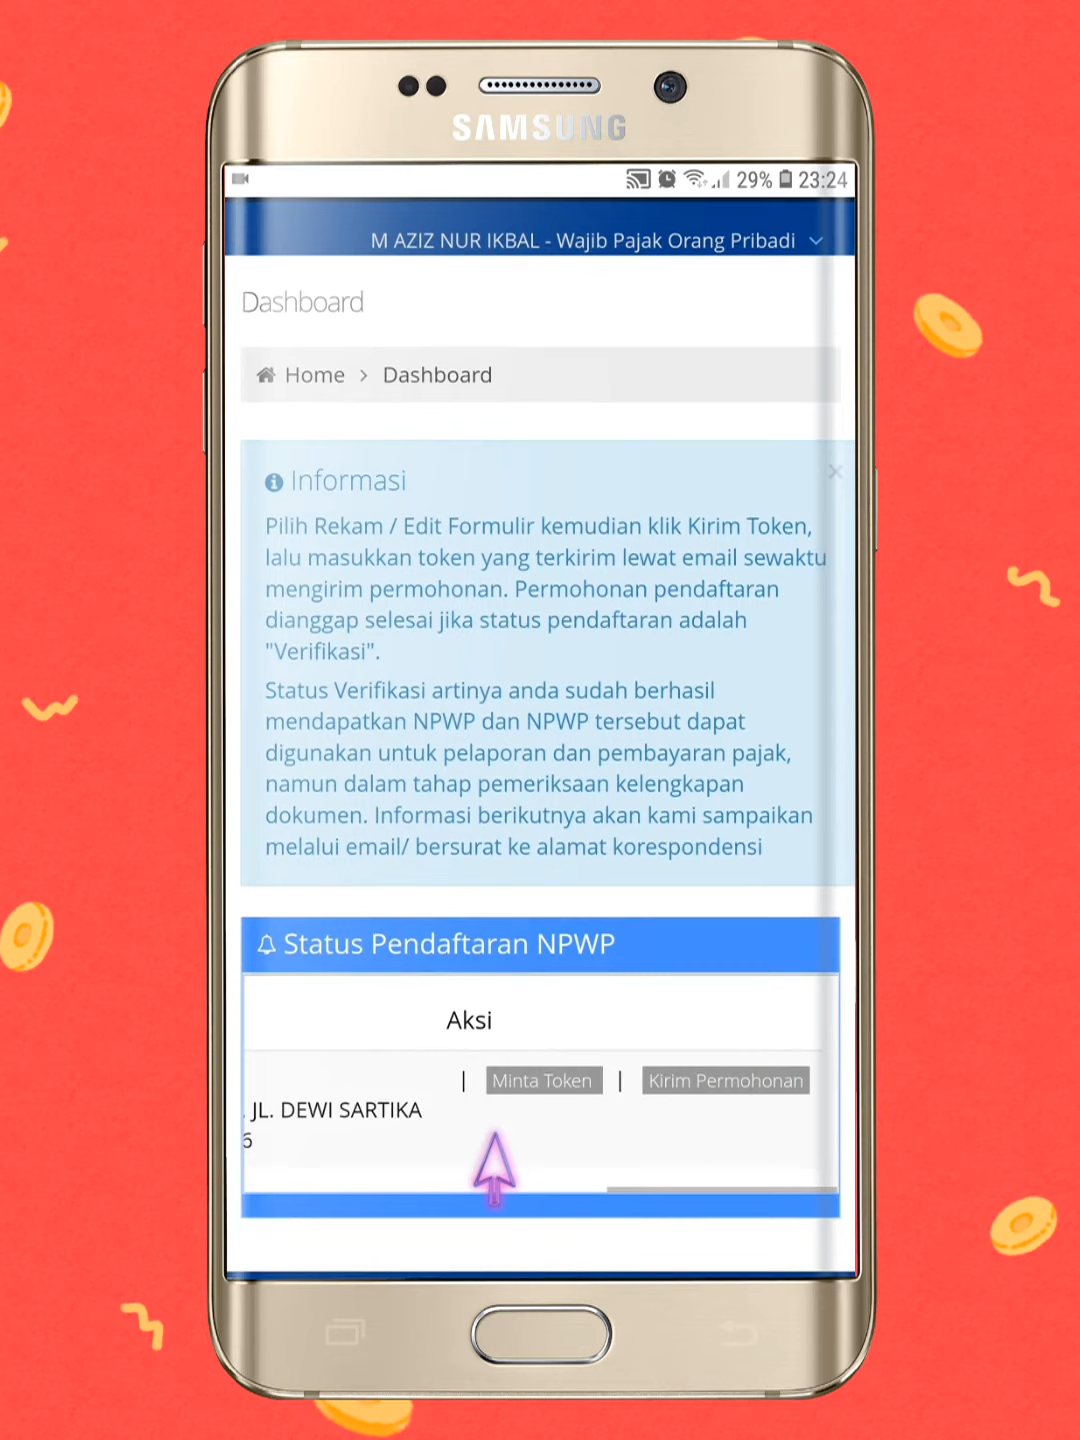 SAMSUNG
29% 23:24
M AZIZ NUR IKBAL - Wajib Pajak Orang Pribadi
Dashboard
Home > Dashboard
Informasi
Pilih Rekam / Edit Formulir kemudian klik Kirim Token,
lalu masukkan token yang terkirim lewat email sewaktu
mengirim permohonan. Permohonan pendaftaran
dianggap selesai jika status pendaftaran adalah
"Verifikasi".
Status Verifikasi artinya anda sudah berhasil
mendapatkan NPWP dan NPWP tersebut dapat
digunakan untuk pelaporan dan pembayaran pajak,
namun dalam tahap pemeriksaan kelengkapan
dokumen. Informasi berikutnya akan kami sampaikan
melalui email/ bersurat ke alamat korespondensi
Status Pendaftaran NPWP
Aksi
| Minta Token | Kirim Permohonan
. JL. DEWI SARTIKA
6